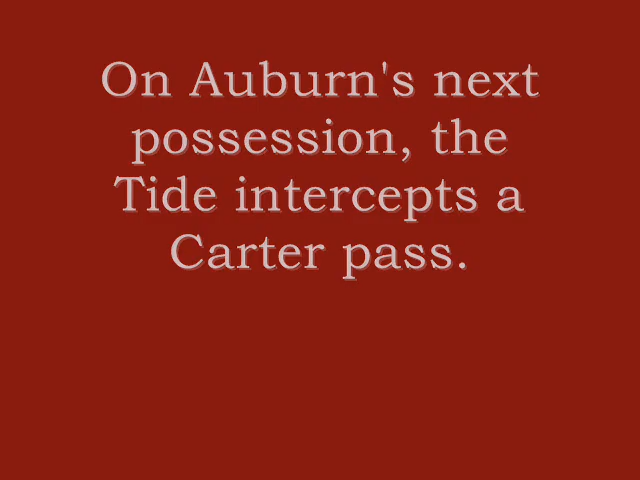 On Auburn's next
possession, the
Tide intercepts a
Carter pass.